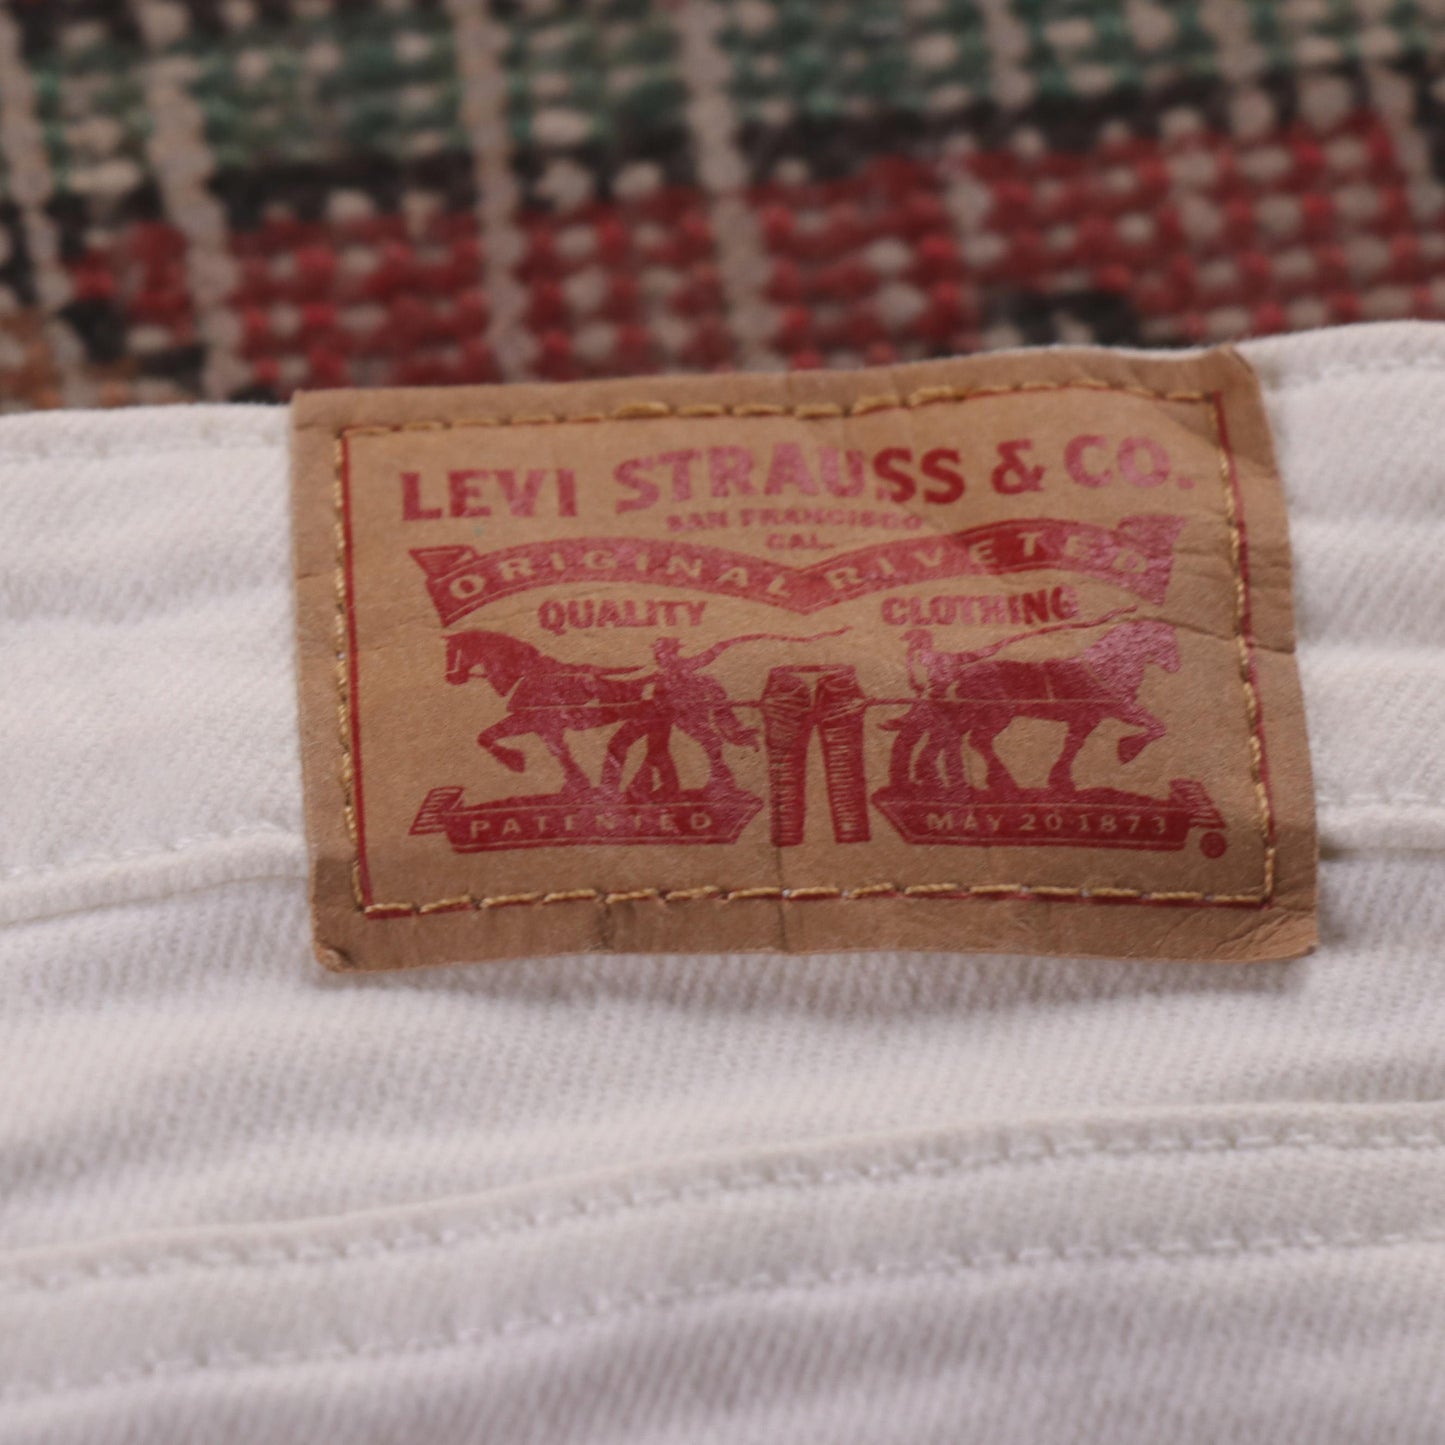 LEVI STRAUSS & CO.
SAN FRANCISCO
CAL.
ORIGINAL RIVETED
QUALITY CLOTHING
PATENTED MAY 20 1873 ®